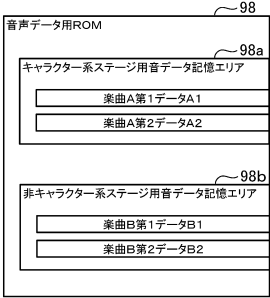 98
音声データ用ROM
98a
キャラクター系ステージ用音データ記憶エリア
楽曲A第1データA1
楽曲A第2データA2
98b
非キャラクター系ステージ用音データ記憶エリア
楽曲B第1データB1
楽曲B第2データB2